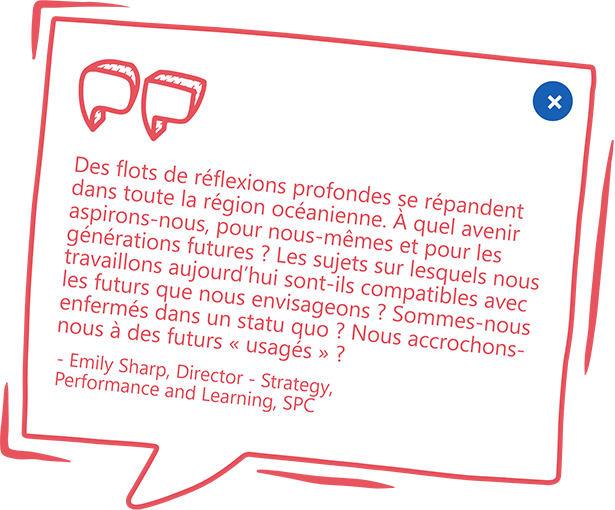 Des flots de réflexions profondes se répandent
dans toute la région océanienne. À quel avenir
aspirons-nous, pour nous-mêmes et pour les
générations futures ? Les sujets sur lesquels nous
travaillons aujourd’hui sont-ils compatibles avec
les futurs que nous envisageons ? Sommes-nous
enfermés dans un statu quo ? Nous accrochons-
nous à des futurs « usagés » ?
- Emily Sharp, Director - Strategy,
Performance and Learning, SPC